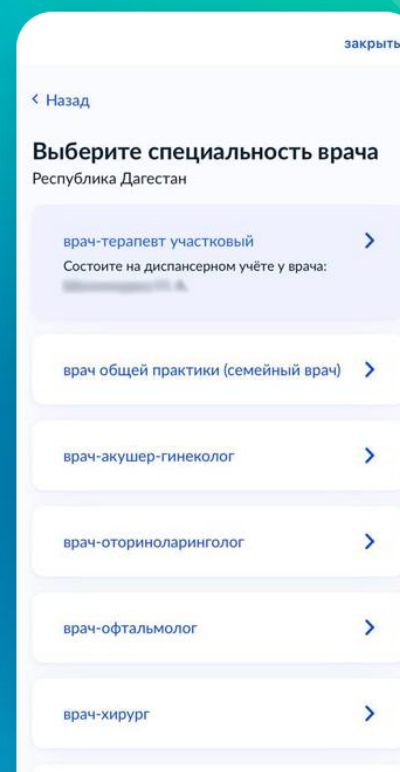 закрыть
Назад
Выберите специальность врача
Республика Дагестан
врач-терапевт участковый
Состоите на диспансерном учёте у врача:
врач общей практики (семейный врач)
врач-акушер-гинеколог
врач-оториноларинголог
врач-офтальмолог
врач-хирург